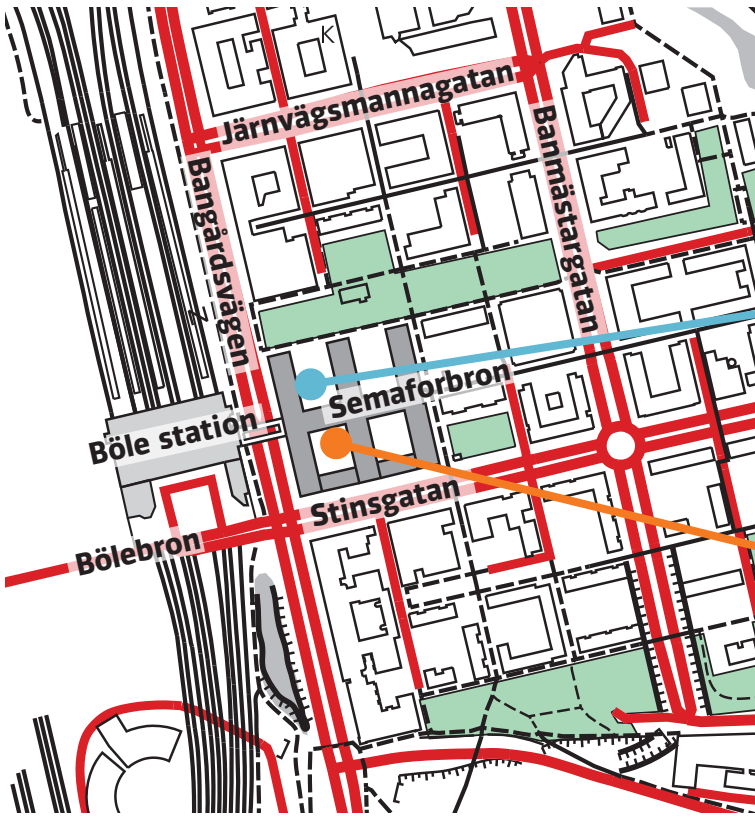 K
Järnvägsmannagatan
Banmästargatan
Bangårdsvägen
Z
Semaforbron
Böle station
Stinsgatan
Bölebron